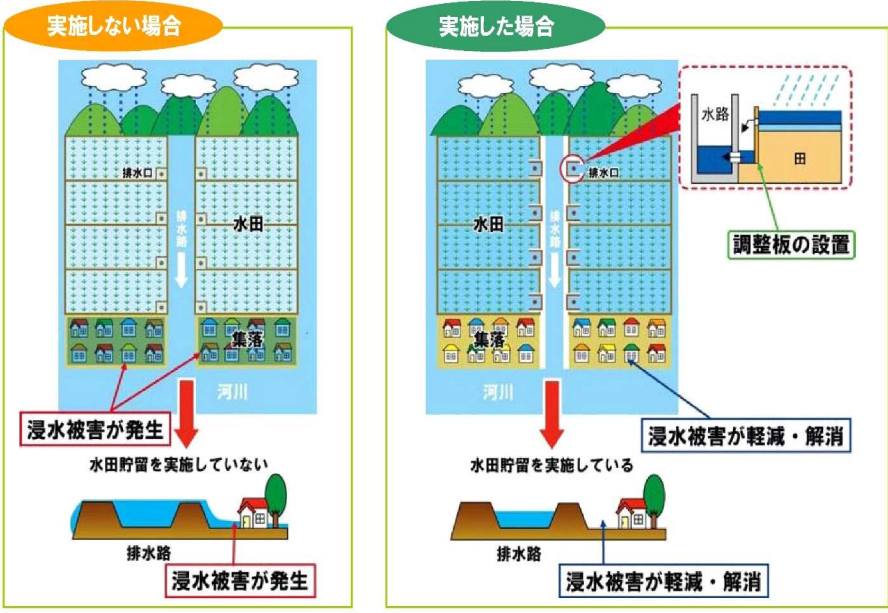 実施しない場合
排水口
排水路
水田
集落
河川
浸水被害が発生
水田貯留を実施していない
排水路
浸水被害が発生
実施した場合
水路
田
排水口
調整板の設置
水田
排水路
集落
河川
浸水被害が軽減・解消
水田貯留を実施している
排水路
浸水被害が軽減・解消